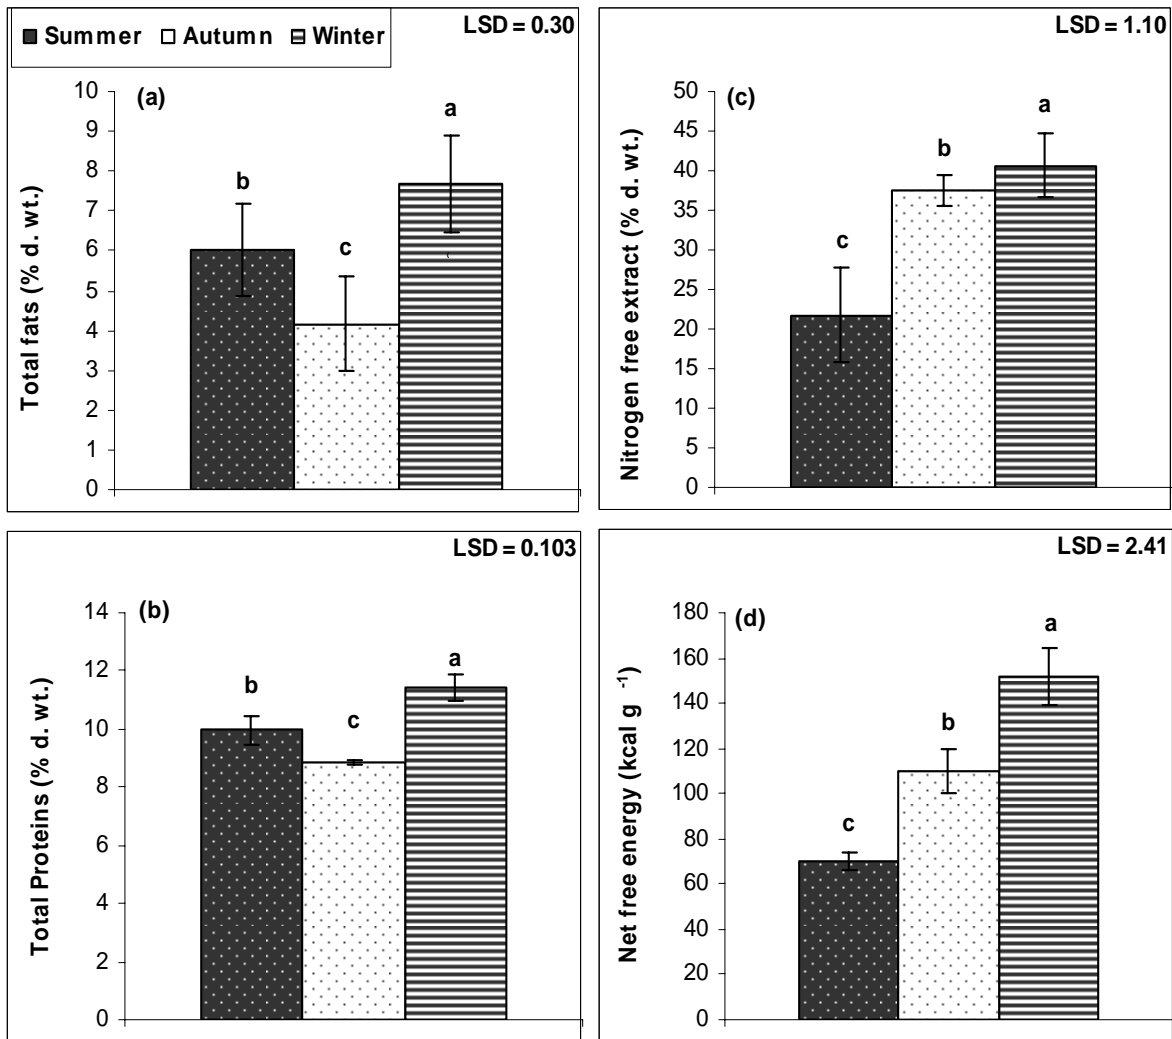 Summer Autumn Winter
LSD = 0.30
(a)
Total fats (% d. wt.)
10
9
8
7
6
5
4
3
2
1
0
b
c
a
LSD = 1.10
(c)
Nitrogen free extract (% d. wt.)
50
45
40
35
30
25
20
15
10
5
0
c
b
a
LSD = 0.103
(b)
Total Proteins (% d. wt.)
14
12
10
8
6
4
2
0
b
c
a
LSD = 2.41
(d)
Net free energy (kcal g -1)
180
160
140
120
100
80
60
40
20
0
c
b
a